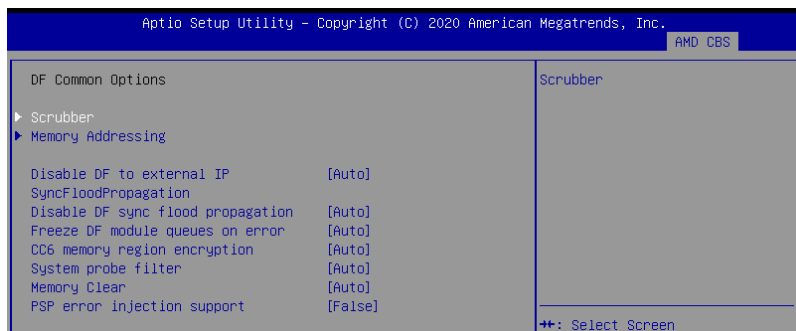 Aptio Setup Utility – Copyright (C) 2020 American Megatrends, Inc.
AMD CBS
DF Common Options
Scrubber
Scrubber
Memory Addressing
Disable DF to external IP [Auto]
SyncFloodPropagation
Disable DF sync flood propagation [Auto]
Freeze DF module queues on error [Auto]
CC6 memory region encryption [Auto]
System probe filter [Auto]
Memory Clear [Auto]
PSP error injection support [False]
→←: Select Screen